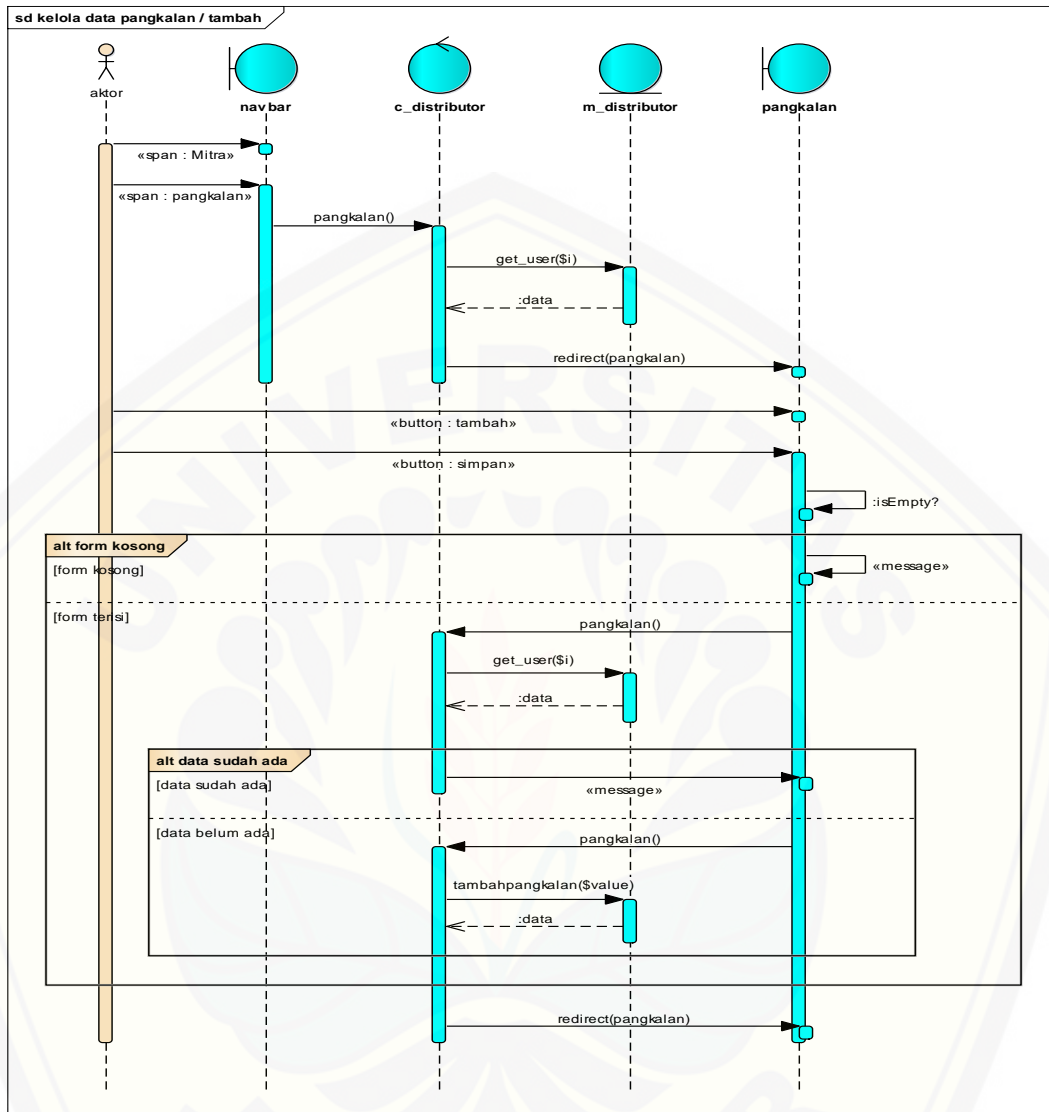 sd kelola data pangkalan / tambah
aktor
navbar
c_distributor
m_distributor
pangkalan
«span : Mitra»
«span : pangkalan»
pangkalan()
get_user($i)
:data
redirect(pangkalan)
«button : tambah»
«button : simpan»
:isEmpty?
alt form kosong
[form kosong]
«message»
[form terisi]
pangkalan()
get_user($i)
:data
alt data sudah ada
[data sudah ada]
«message»
[data belum ada]
pangkalan()
tambahpangkalan($value)
:data
redirect(pangkalan)
UNIVERSITAS